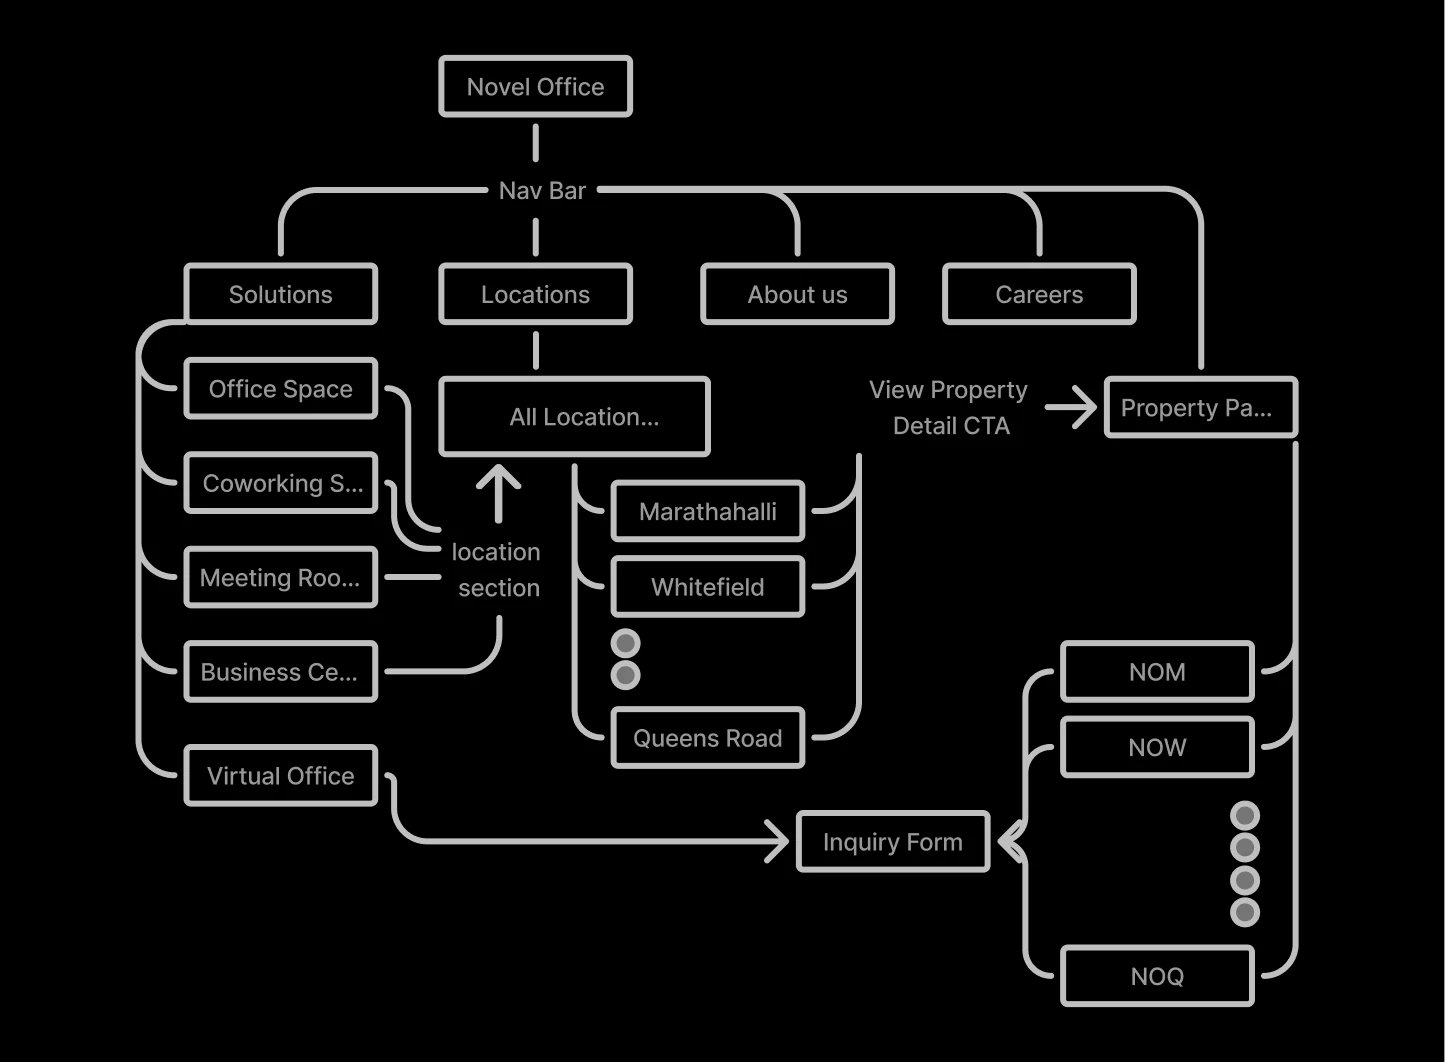 Novel Office
Nav Bar
Solutions
Locations
About us
Careers
Office Space
All Location...
View Property
Detail CTA
Property Pa...
Coworking S...
Marathahalli
location
section
Meeting Roo...
Whitefield
Business Ce...
NOM
Queens Road
NOW
Virtual Office
Inquiry Form
NOQ